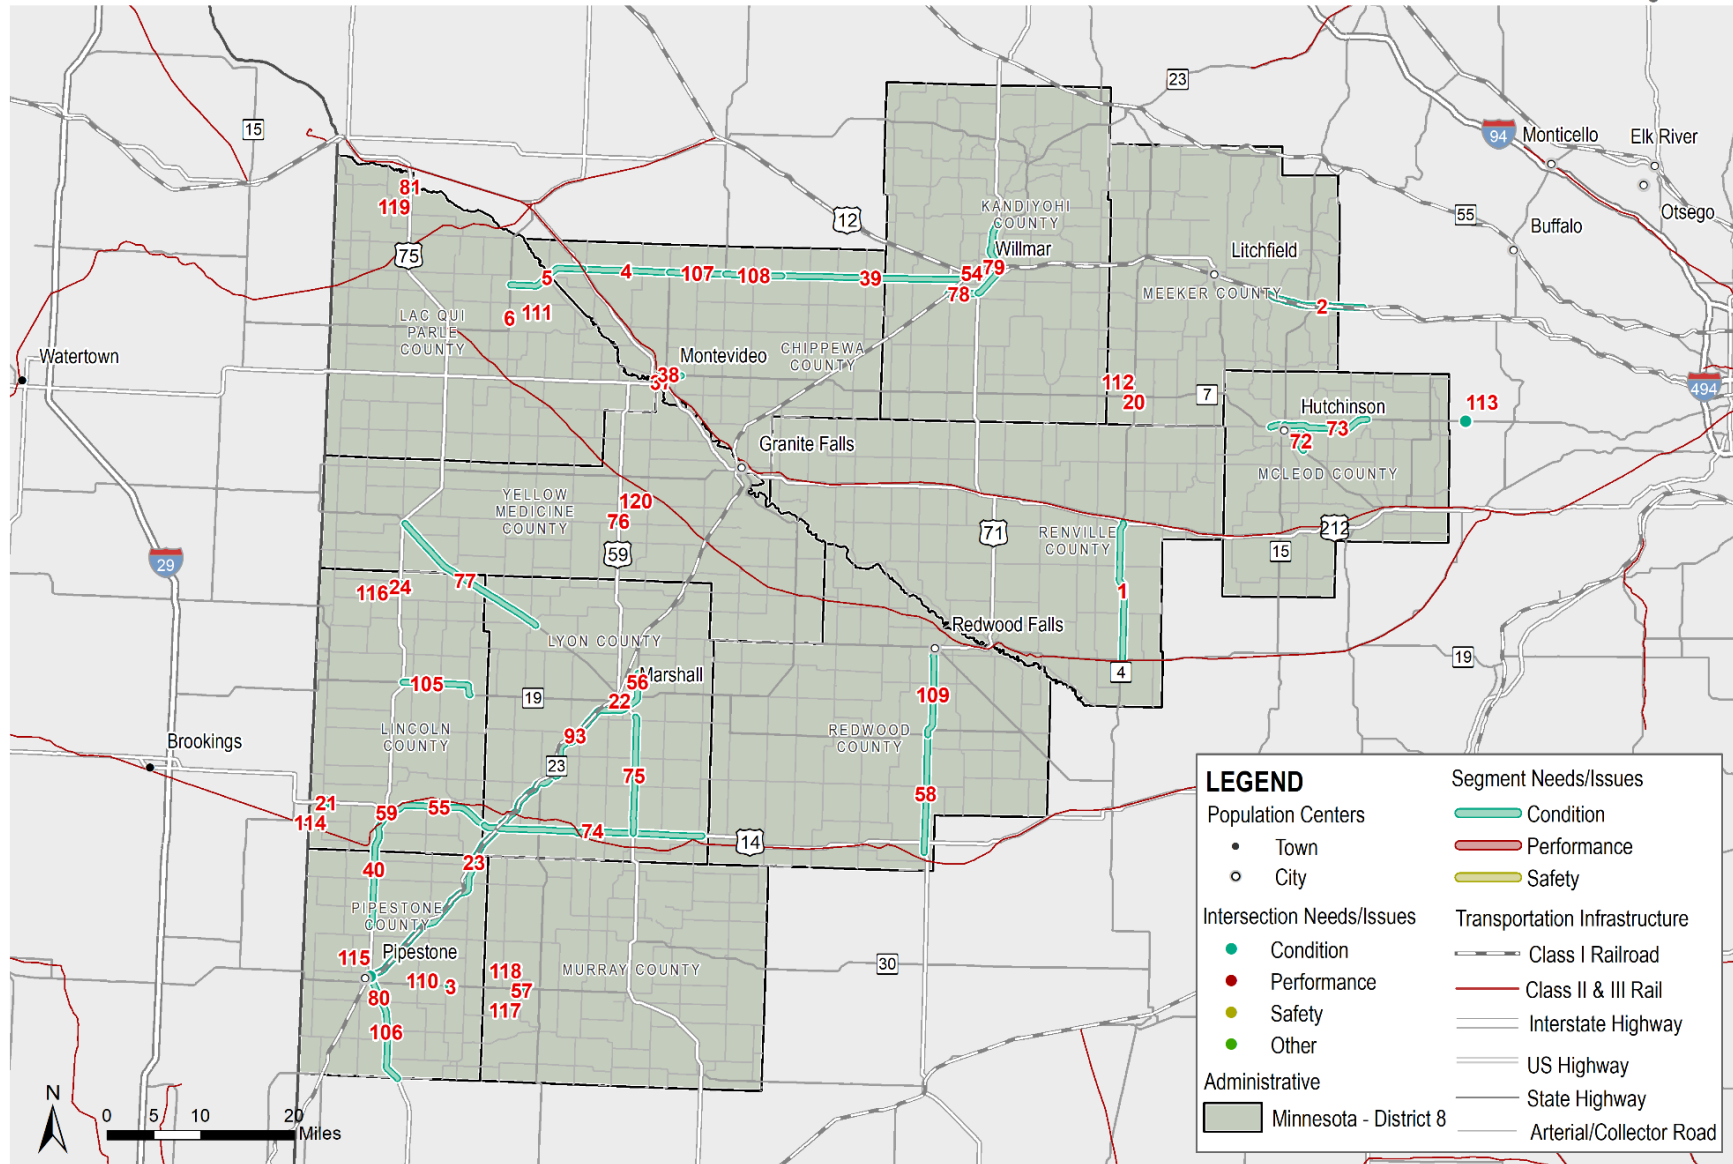 23
15
94
Monticello
Elk River
81
119
KANDIYOHI
COUNTY
12
55
Otsego
Buffalo
75
Willmar
Litchfield
5
4
107
108
39
54
79
78
MEEKER COUNTY
2
6
111
LAC QUI
PARLE
COUNTY
Watertown
Montevideo
CHIPPEWA
COUNTY
38
37
112
20
7
494
113
Hutchinson
73
72
Granite Falls
MCLEOD COUNTY
YELLOW
MEDICINE
COUNTY
120
76
59
71
RENVILLE
COUNTY
212
15
29
116
24
77
1
Redwood Falls
LYON COUNTY
19
4
56
Marshall
105
19
22
109
93
LINCOLN
COUNTY
REDWOOD
COUNTY
Brookings
23
75
58
21
114
59
55
74
14
40
23
PIPESTONE
COUNTY
115
Pipestone
110
3
118
57
117
MURRAY COUNTY
30
80
106
N
0
5
10
20
Miles
LEGEND
Population Centers
Town
City
Intersection Needs/Issues
Condition
Performance
Safety
Other
Administrative
Minnesota - District 8
Segment Needs/Issues
Condition
Performance
Safety
Transportation Infrastructure
Class I Railroad
Class II & III Rail
Interstate Highway
US Highway
State Highway
Arterial/Collector Road